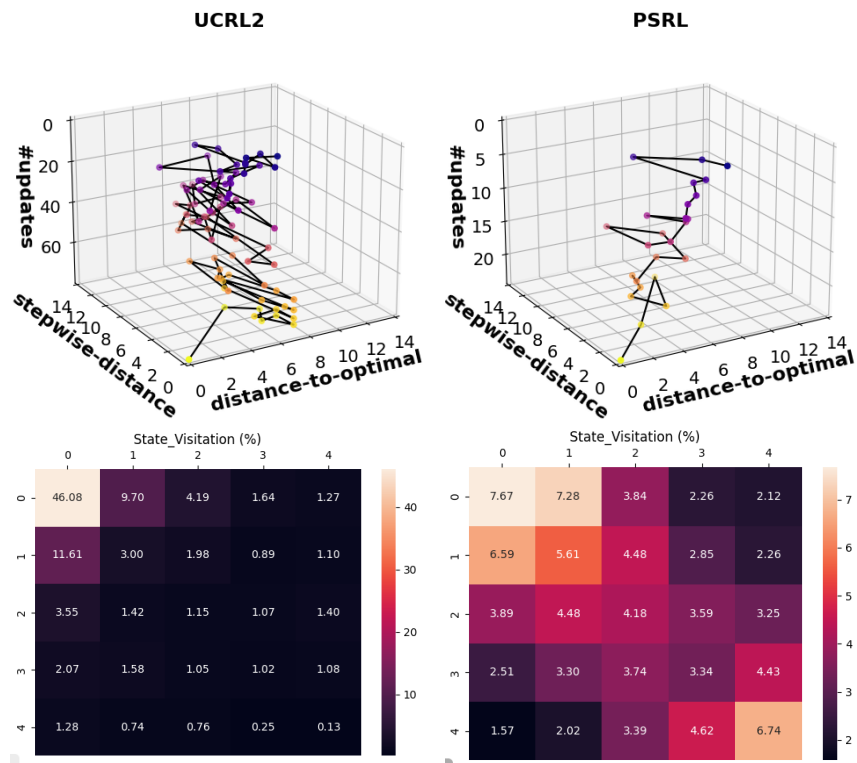 UCRL2
PSRL
0
20
40
60
#updates
14
12
10
8
6
4
2
0
stepwise-distance
0
2
4
6
8
10
12
14
distance-to-optimal
0
5
10
15
20
#updates
14
12
10
8
6
4
2
0
stepwise-distance
0
2
4
6
8
10
12
14
distance-to-optimal
State_Visitation (%)
0 1 2 3 4
0 46.08 9.70 4.19 1.64 1.27
1 11.61 3.00 1.98 0.89 1.10
2 3.55 1.42 1.15 1.07 1.40
3 2.07 1.58 1.05 1.02 1.08
4 1.28 0.74 0.76 0.25 0.13
40
30
20
10
State_Visitation (%)
0 1 2 3 4
0 7.67 7.28 3.84 2.26 2.12
1 6.59 5.61 4.48 2.85 2.26
2 3.89 4.48 4.18 3.59 3.25
3 2.51 3.30 3.74 3.34 4.43
4 1.57 2.02 3.39 4.62 6.74
7
6
5
4
3
2